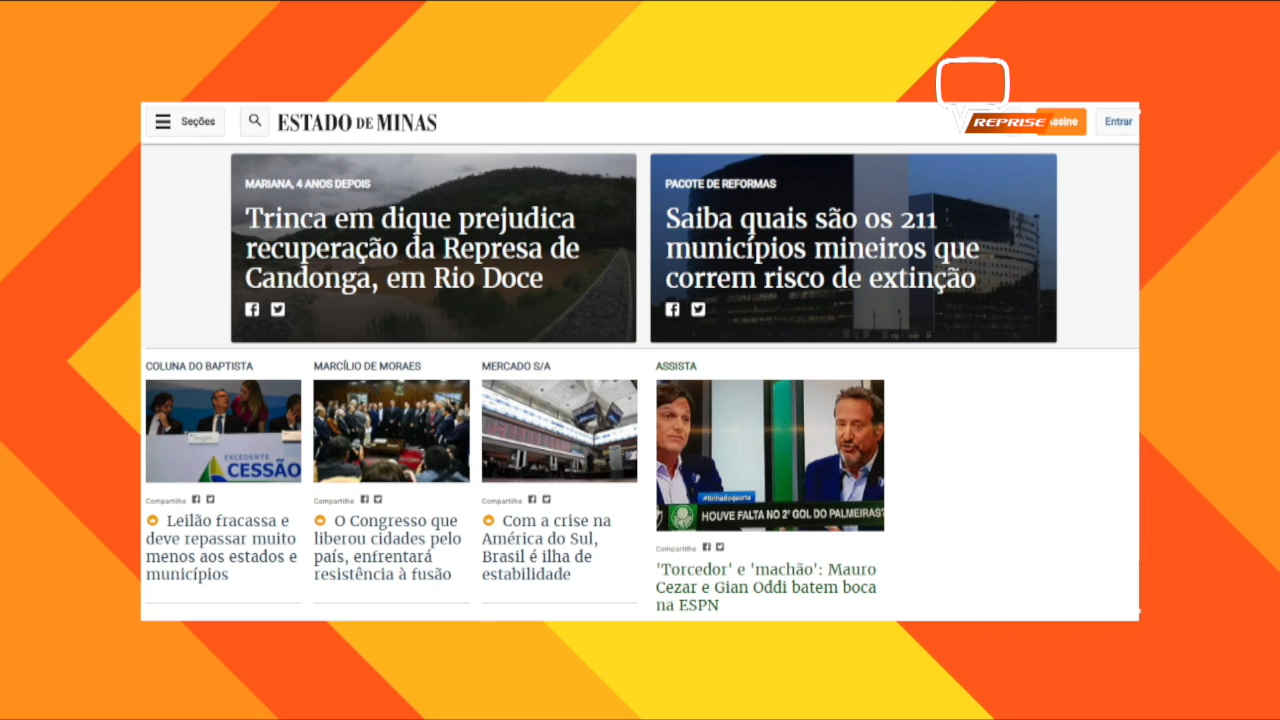 Seções
ESTADO DE MINAS
REPRISE
Entrar
MARIANA, 4 ANOS DEPOIS
Trinca em dique prejudica
recuperação da Represa de
Candonga, em Rio Doce
PACOTE DE REFORMAS
Saiba quais são os 211
municípios mineiros que
correm risco de extinção
COLUNA DO BAPTISTA
EXCEDENTE
CESSÃO
Compartilhe
Leilão fracassa e
deve repassar muito
menos aos estados e
municípios
MARCÍLIO DE MORAES
Compartilhe
O Congresso que
liberou cidades pelo
país, enfrentará
resistência à fusão
MERCADO S/A
Compartilhe
Com a crise na
América do Sul,
Brasil é ilha de
estabilidade
ASSISTA
#linhadequarta
HOUVE FALTA NO 2º GOL DO PALMEIRAS?
Compartilhe
'Torcedor' e 'machão': Mauro
Cezar e Gian Oddi batem boca
na ESPN